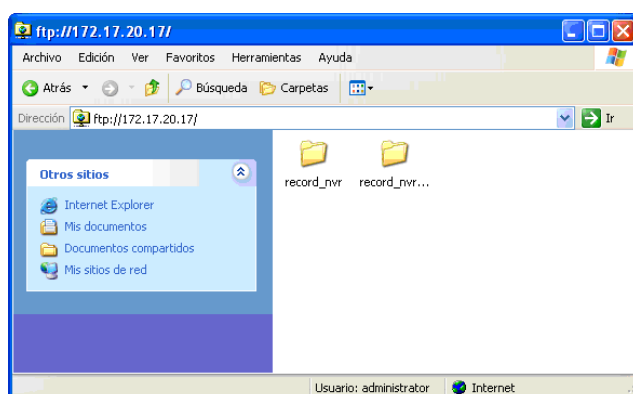 ftp://172.17.20.17/
Archivo Edición Ver Favoritos Herramientas Ayuda
Atrás Búsqueda Carpetas
Dirección ftp://172.17.20.17/ Ir
Otros sitios
Internet Explorer
Mis documentos
Documentos compartidos
Mis sitios de red
record_nvr record_nvr...
Usuario: administrator Internet